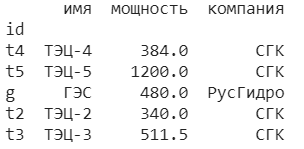 имя мощность компания
id
t4 ТЭЦ-4 384.0 СГК
t5 ТЭЦ-5 1200.0 СГК
g ГЭС 480.0 РусГидро
t2 ТЭЦ-2 340.0 СГК
t3 ТЭЦ-3 511.5 СГК